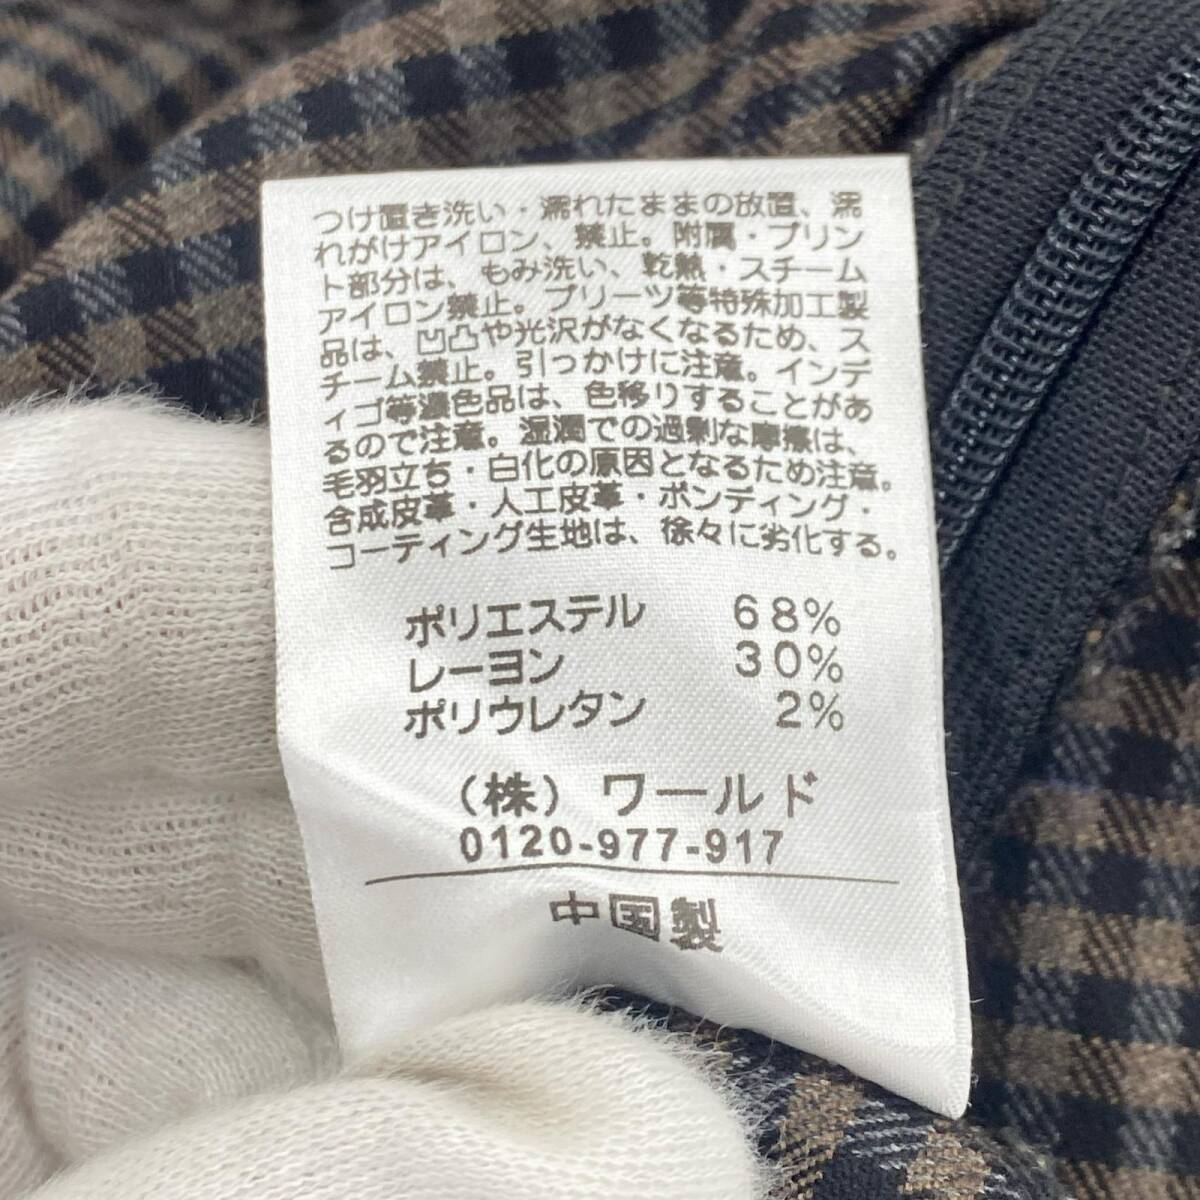 つけ置き洗い・濡れたままの放置、濡
れがけアイロン、禁止。附属・プリン
ト部分は、もみ洗い、乾熱・スチーム
アイロン禁止。プリーツ等特殊加工製
品は、凹凸や光沢がなくなるため、ス
チーム禁止。引っかけに注意。インデ
ィゴ等濃色品は、色移りすることがあ
るので注意。湿潤での過剰な摩擦は、
毛羽立ち・白化の原因となるため注意。
合成皮革・人工皮革・ボンディング・
コーティング生地は、徐々に劣化する。
ポリエステル 68%
レーヨン 30%
ポリウレタン 2%
(株) ワールド
0120-977-917
中国製